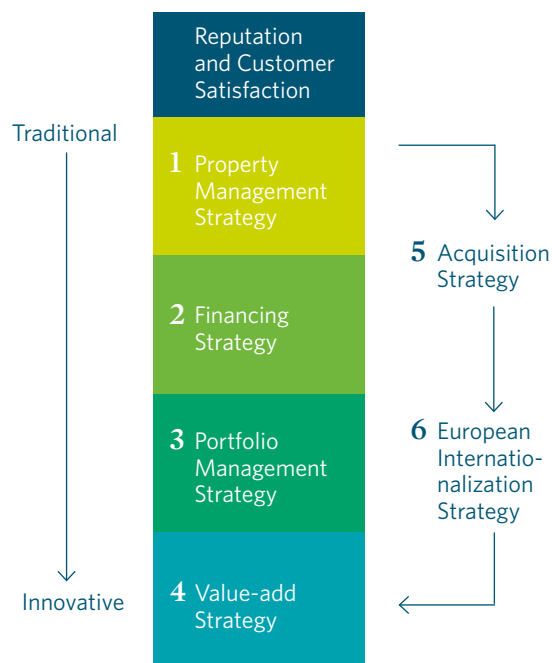 Reputation
and Customer
Satisfaction
Traditional
1 Property
Management
Strategy
2 Financing
Strategy
3 Portfolio
Management
Strategy
Innovative
4 Value-add
Strategy
5 Acquisition
Strategy
6 European
Internatio-
nalization
Strategy